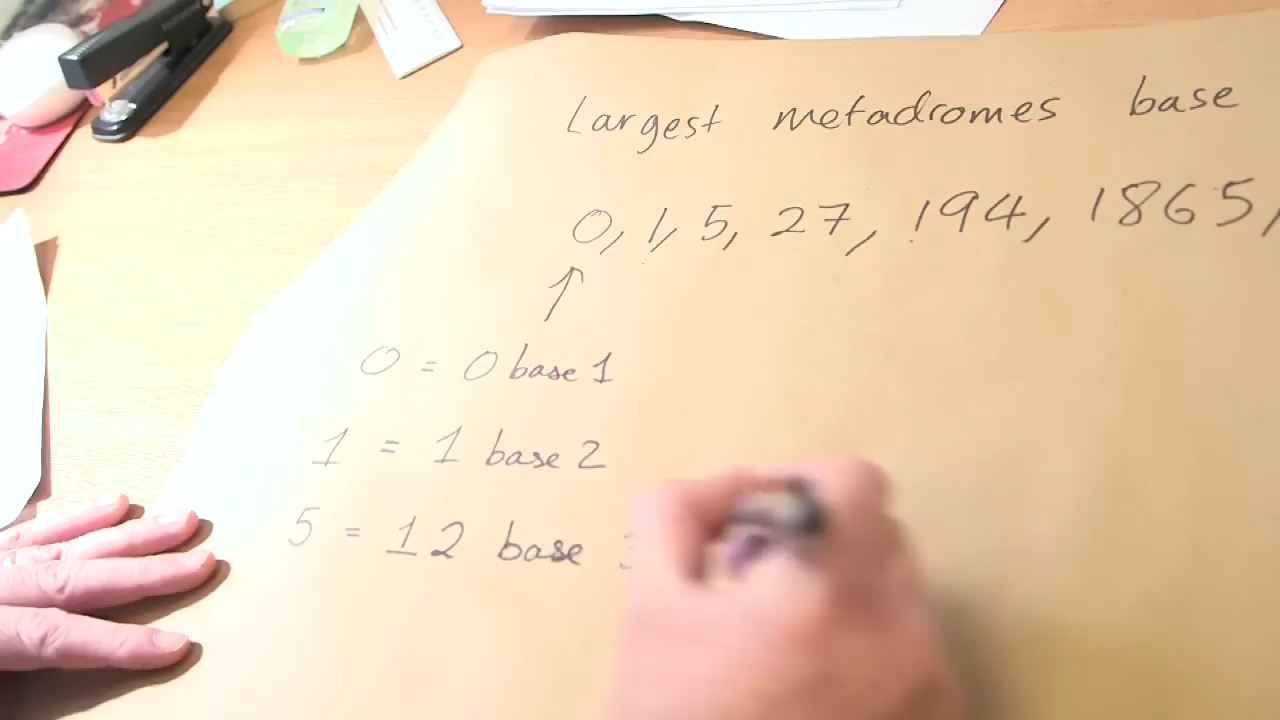 Largest metadromes base
0, 1, 5, 27, 194, 1865,
0 = 0 base 1
1 = 1 base 2
5 = 12 base